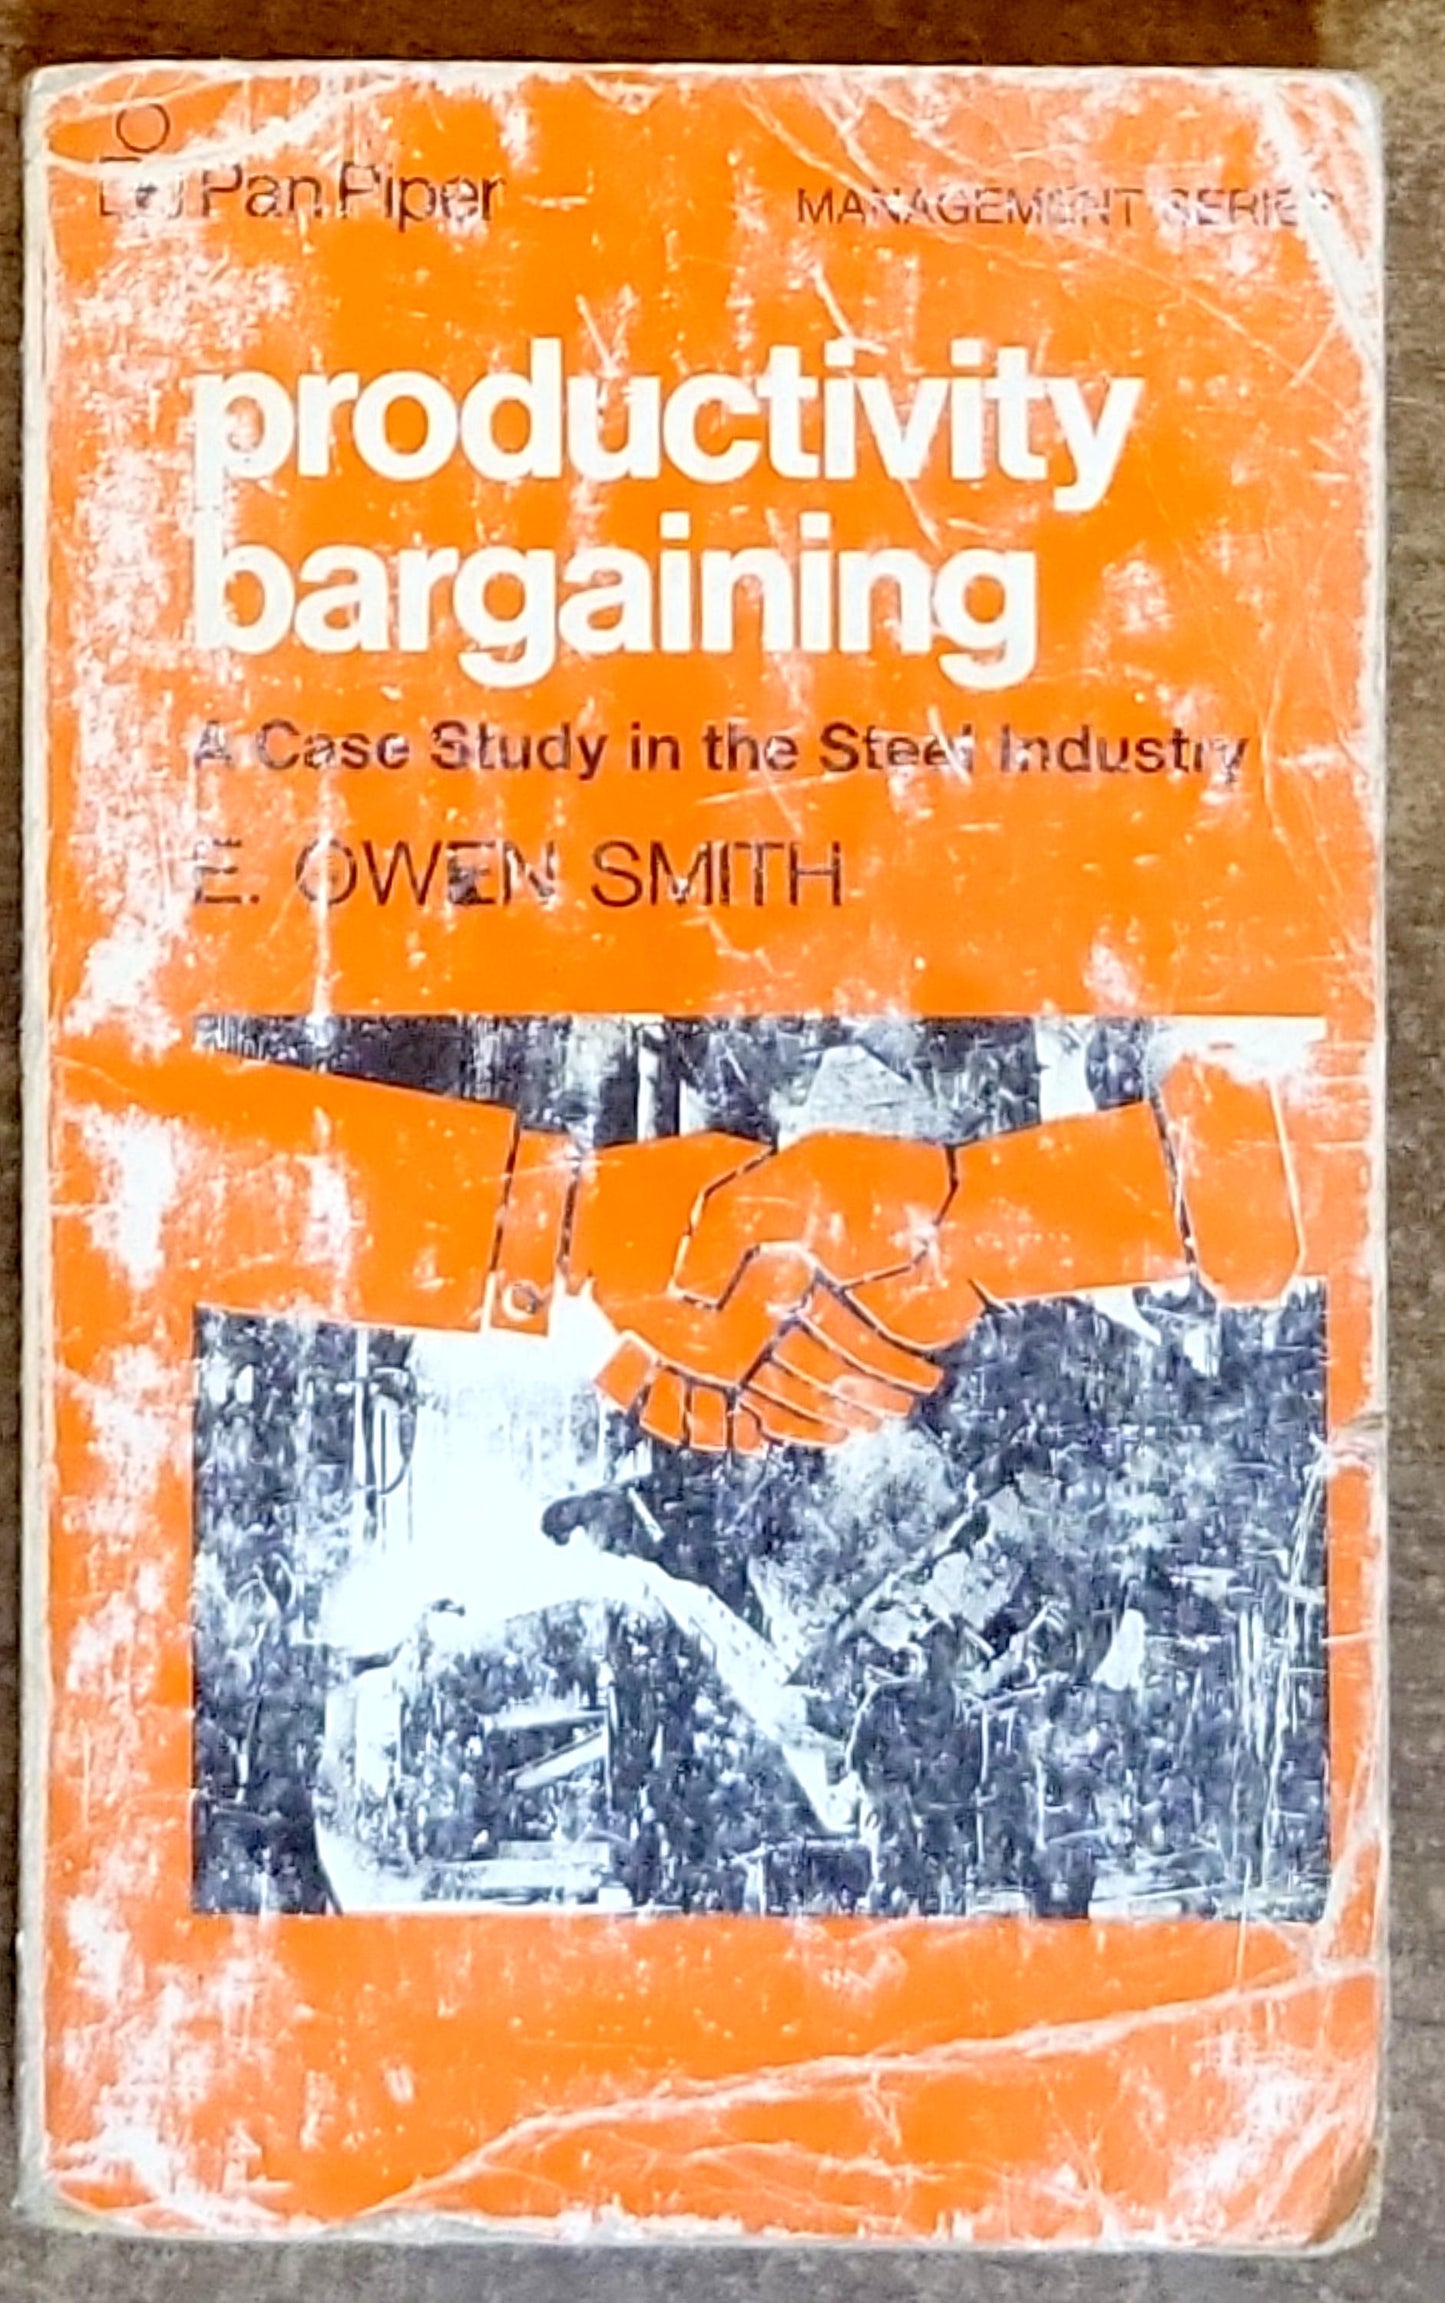 Pan Piper
MANAGEMENT SERIES
productivity
bargaining
A Case Study in the Steel Industry
E. OWEN SMITH